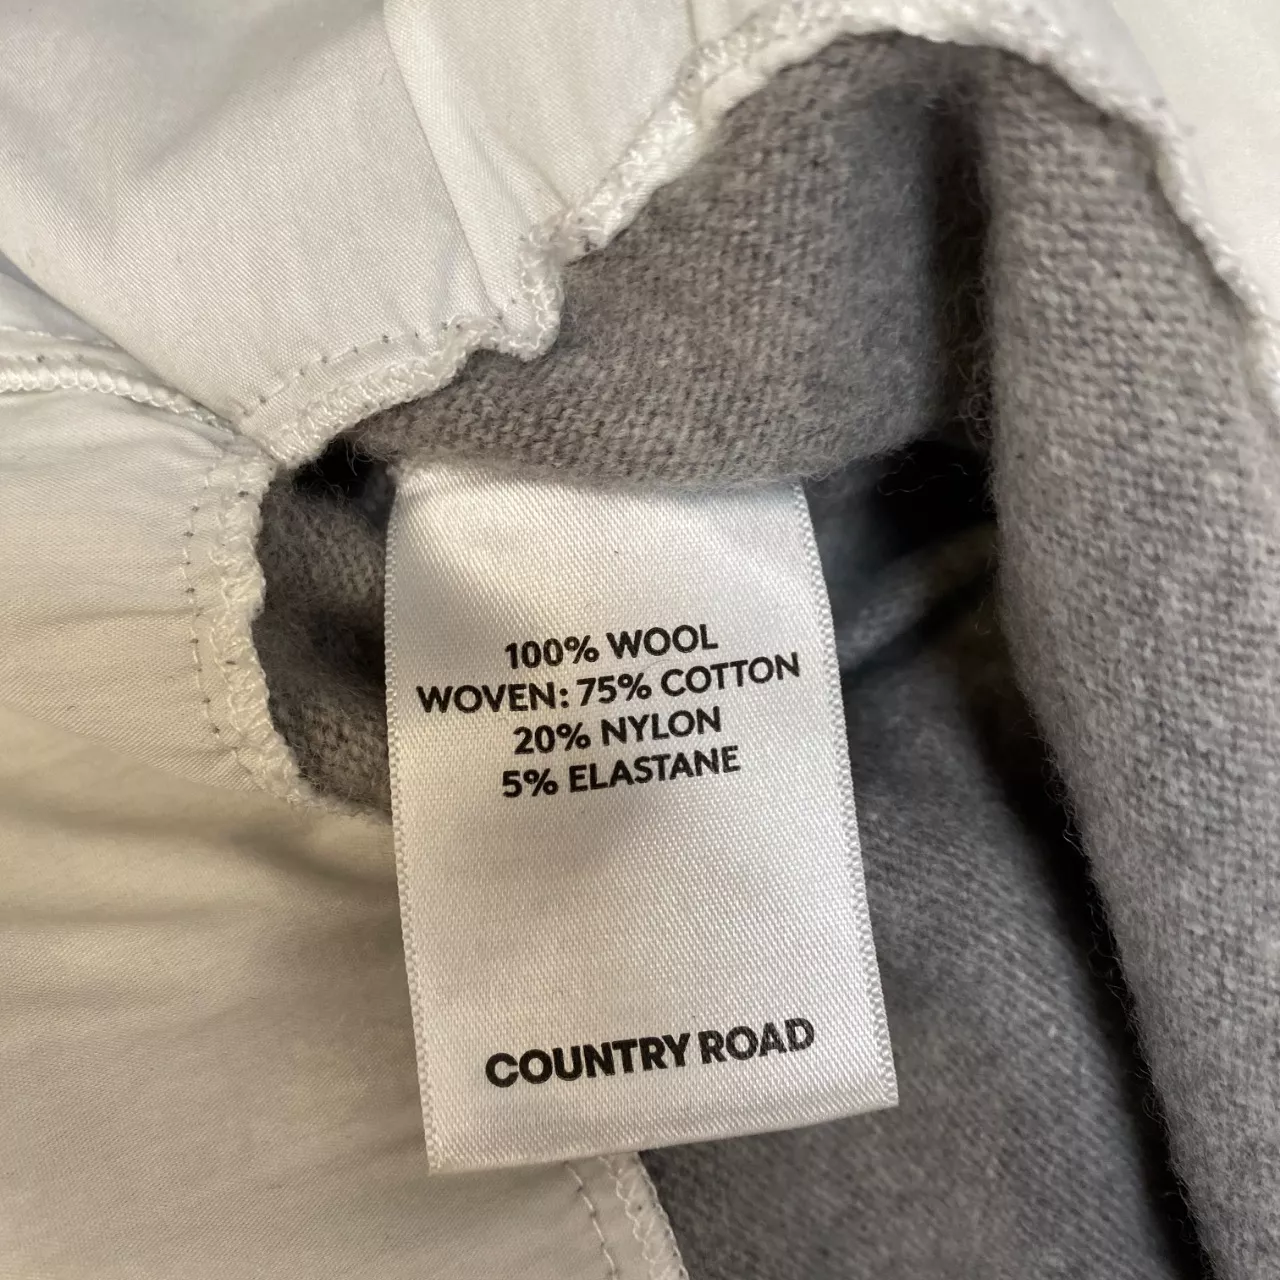 100% WOOL
WOVEN: 75% COTTON
20% NYLON
5% ELASTANE
COUNTRY ROAD